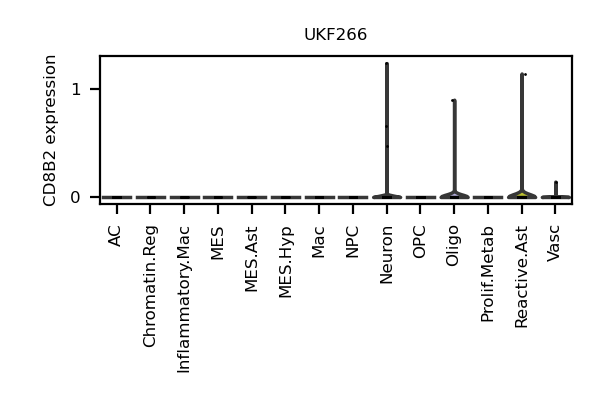 UKF266
CD8B2 expression
1
0
AC
Chromatin.Reg
Inflammatory.Mac
MES
MES.Ast
MES.Hyp
Mac
NPC
Neuron
OPC
Oligo
Prolif.Metab
Reactive.Ast
Vasc